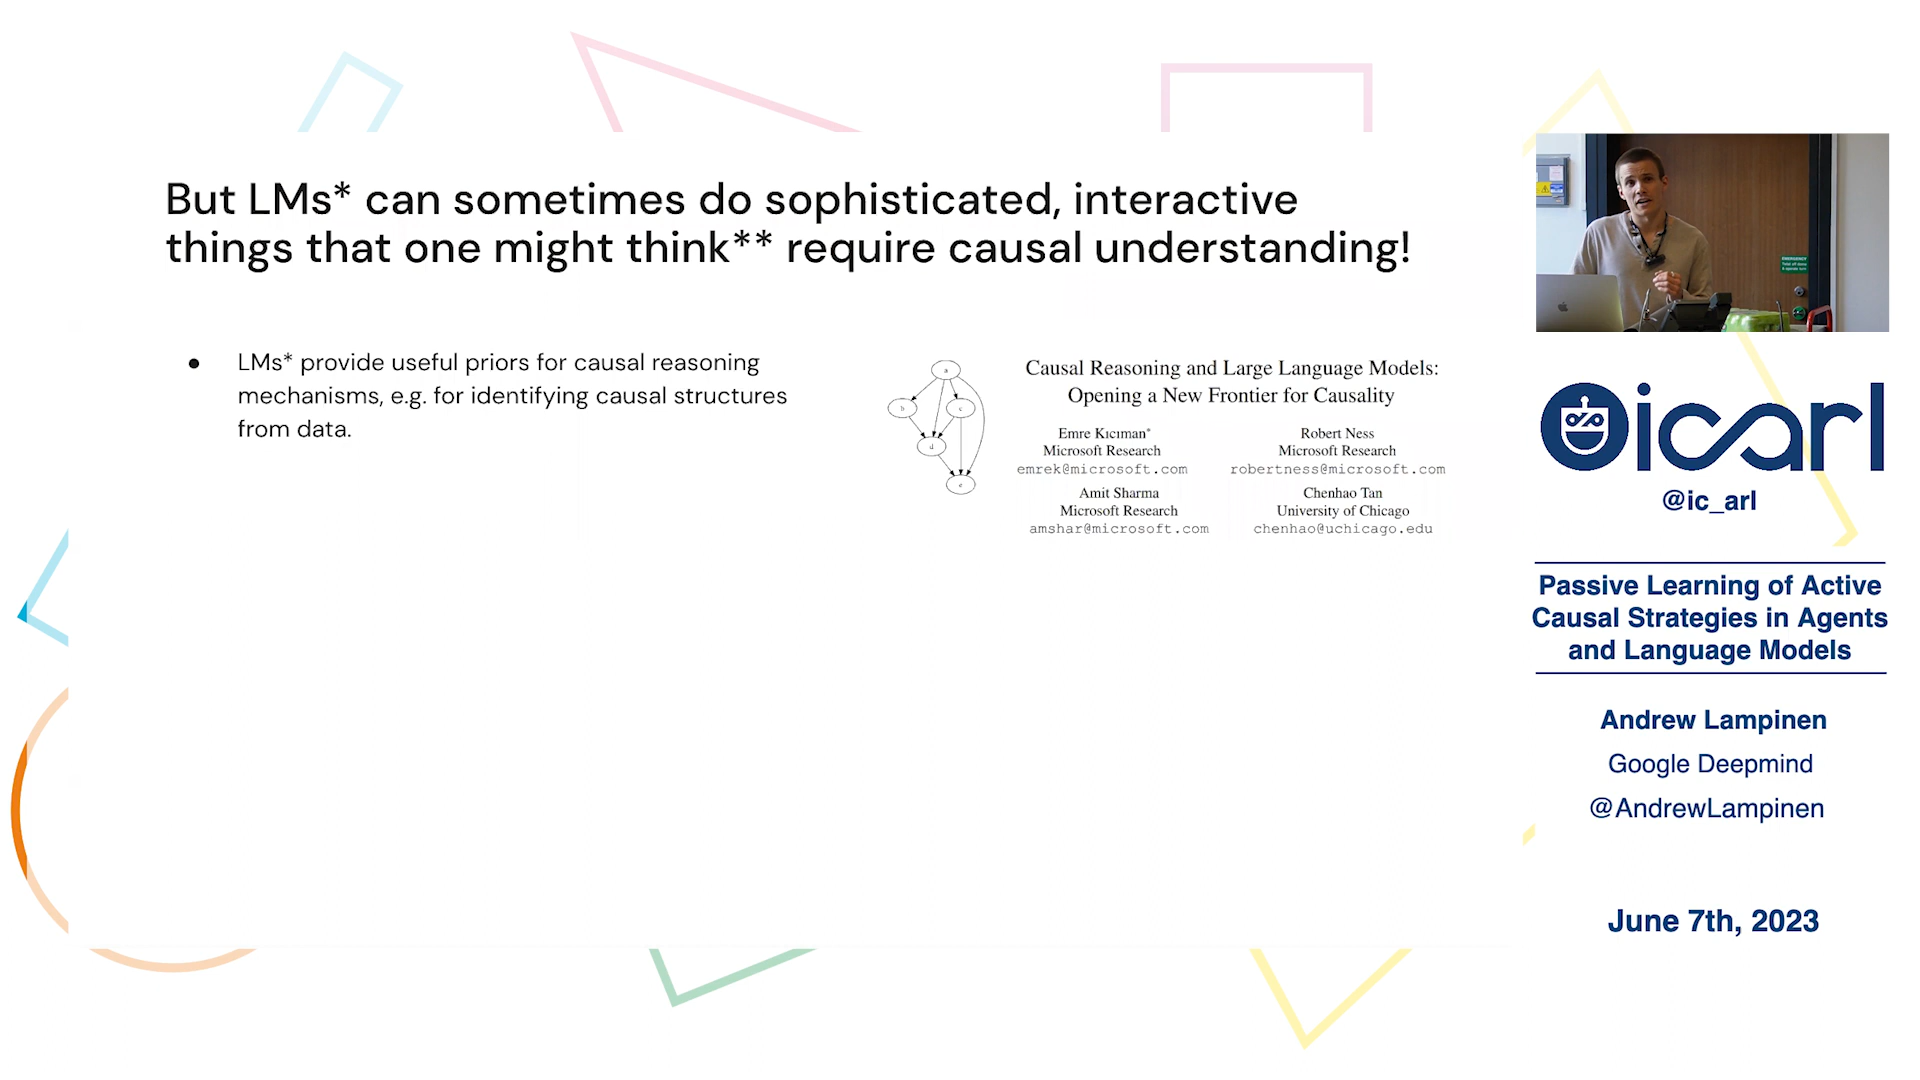 But LMs* can sometimes do sophisticated, interactive
things that one might think** require causal understanding!
● LMs* provide useful priors for causal reasoning
mechanisms, e.g. for identifying causal structures
from data.
a
b
c
d
e
Causal Reasoning and Large Language Models:
Opening a New Frontier for Causality
Emre Kıcıman*
Microsoft Research
emrek@microsoft.com
Robert Ness
Microsoft Research
robertness@microsoft.com
Amit Sharma
Microsoft Research
amshar@microsoft.com
Chenhao Tan
University of Chicago
chenhao@uchicago.edu
EMERGENCY
icarl
@ic_arl
Passive Learning of Active
Causal Strategies in Agents
and Language Models
Andrew Lampinen
Google Deepmind
@AndrewLampinen
June 7th, 2023